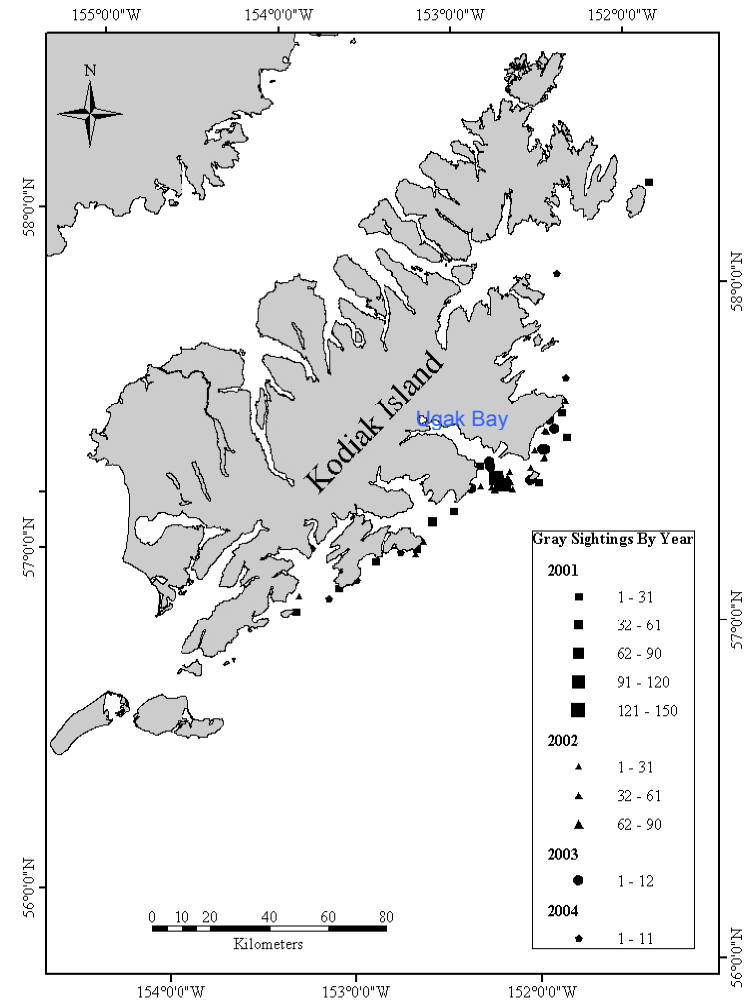 155°0'0"W 154°0'0"W 153°0'0"W 152°0'0"W
N
58°0'0"N
58°0'0"N
Kodiak Island
Ugak Bay
57°0'0"N
57°0'0"N
Gray Sightings By Year
2001
1 - 31
32 - 61
62 - 90
91 - 120
121 - 150
2002
1 - 31
32 - 61
62 - 90
2003
1 - 12
2004
1 - 11
56°0'0"N
56°0'0"N
0 10 20 40 60 80
Kilometers
154°0'0"W 153°0'0"W 152°0'0"W